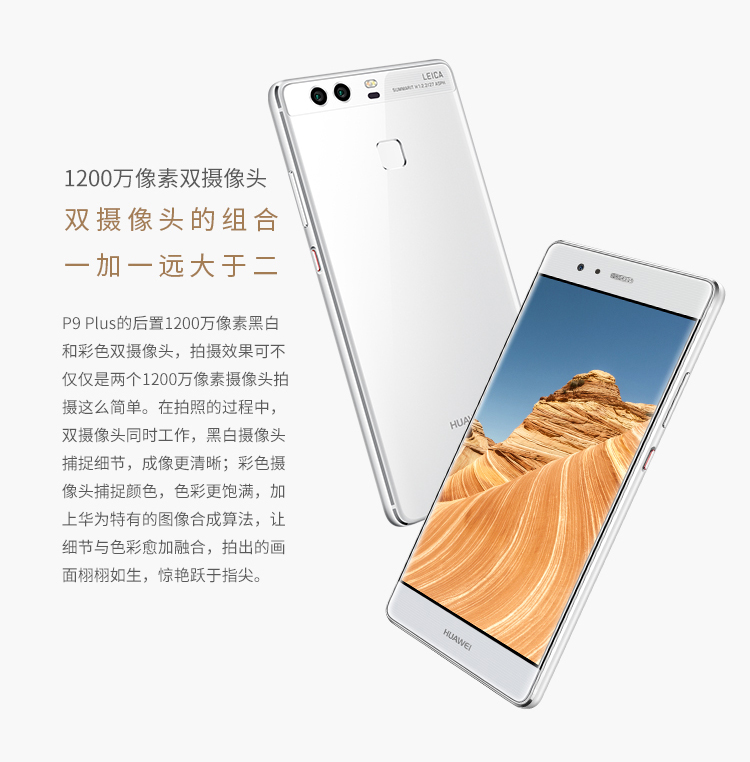 LEICA
SUMMARIT H 1:2.2/27 ASPH
1200万像素双摄像头
双摄像头的组合
一加一远大于二
P9 Plus的后置1200万像素黑白
和彩色双摄像头，拍摄效果可不
仅仅是两个1200万像素摄像头拍
摄这么简单。在拍照的过程中，
双摄像头同时工作，黑白摄像头
捕捉细节，成像更清晰；彩色摄
像头捕捉颜色，色彩更饱满，加
上华为特有的图像合成算法，让
细节与色彩愈加融合，拍出的画
面栩栩如生，惊艳跃于指尖。
HUA
HUAWEI